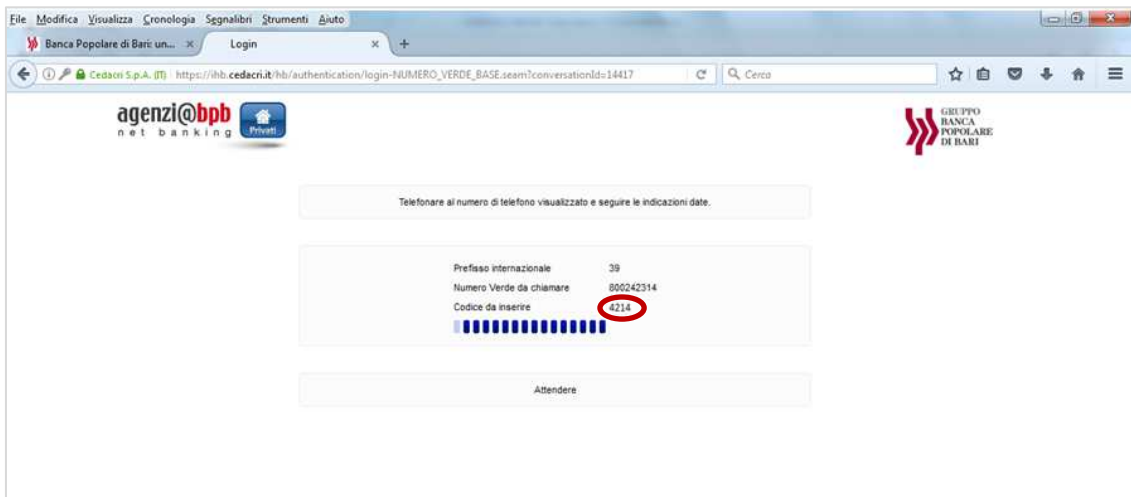 File Modifica Visualizza Cronologia Segnalibri Strumenti Aiuto
Banca Popolare di Bari: un... × Login × +
Cedacri S.p.A. (IT) https://ihb.cedacri.it/hb/authentication/login-NUMERO_VERDE_BASE.seam?conversationId=14417 Cerca
agenzi@bpb
net banking
Privati
GRUPPO
BANCA
POPOLARE
DI BARI
Telefonare al numero di telefono visualizzato e seguire le indicazioni date.
Prefisso internazionale 39
Numero Verde da chiamare 800242314
Codice da inserire 4214
Attendere